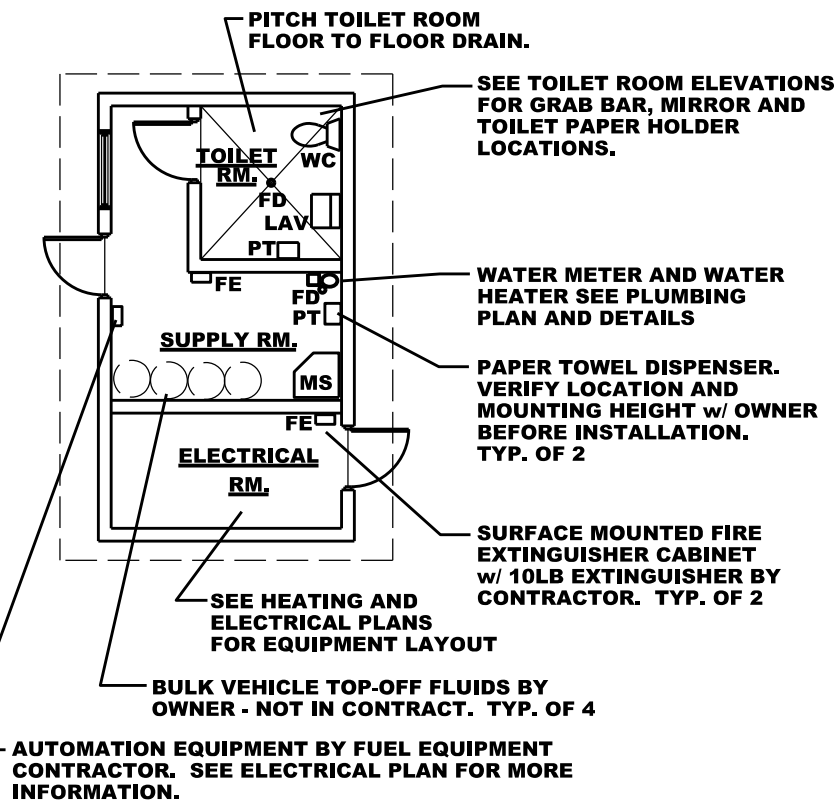 PITCH TOILET ROOM
FLOOR TO FLOOR DRAIN.
SEE TOILET ROOM ELEVATIONS
FOR GRAB BAR, MIRROR AND
TOILET PAPER HOLDER
LOCATIONS.
TOILET
RM.
WC
FD
LAV
PT
FE
FD
PT
WATER METER AND WATER
HEATER SEE PLUMBING
PLAN AND DETAILS
SUPPLY RM.
MS
PAPER TOWEL DISPENSER.
VERIFY LOCATION AND
MOUNTING HEIGHT w/ OWNER
BEFORE INSTALLATION.
TYP. OF 2
FE
ELECTRICAL
RM.
SURFACE MOUNTED FIRE
EXTINGUISHER CABINET
w/ 10LB EXTINGUISHER BY
CONTRACTOR. TYP. OF 2
SEE HEATING AND
ELECTRICAL PLANS
FOR EQUIPMENT LAYOUT
BULK VEHICLE TOP-OFF FLUIDS BY
OWNER - NOT IN CONTRACT. TYP. OF 4
AUTOMATION EQUIPMENT BY FUEL EQUIPMENT
CONTRACTOR. SEE ELECTRICAL PLAN FOR MORE
INFORMATION.